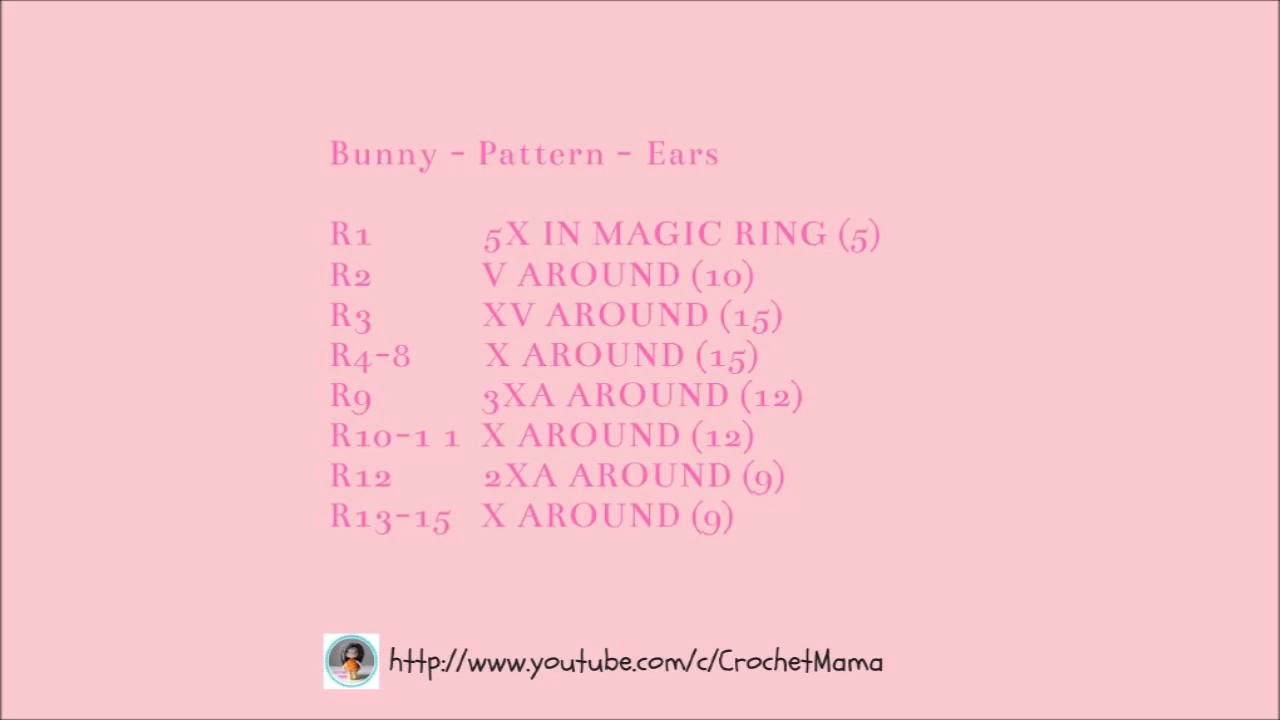 Bunny - Pattern - Ears
R1 5X IN MAGIC RING (5)
R2 V AROUND (10)
R3 XV AROUND (15)
R4-8 X AROUND (15)
R9 3XA AROUND (12)
R10-1 1 X AROUND (12)
R12 2XA AROUND (9)
R13-15 X AROUND (9)
http://www.youtube.com/c/CrochetMama